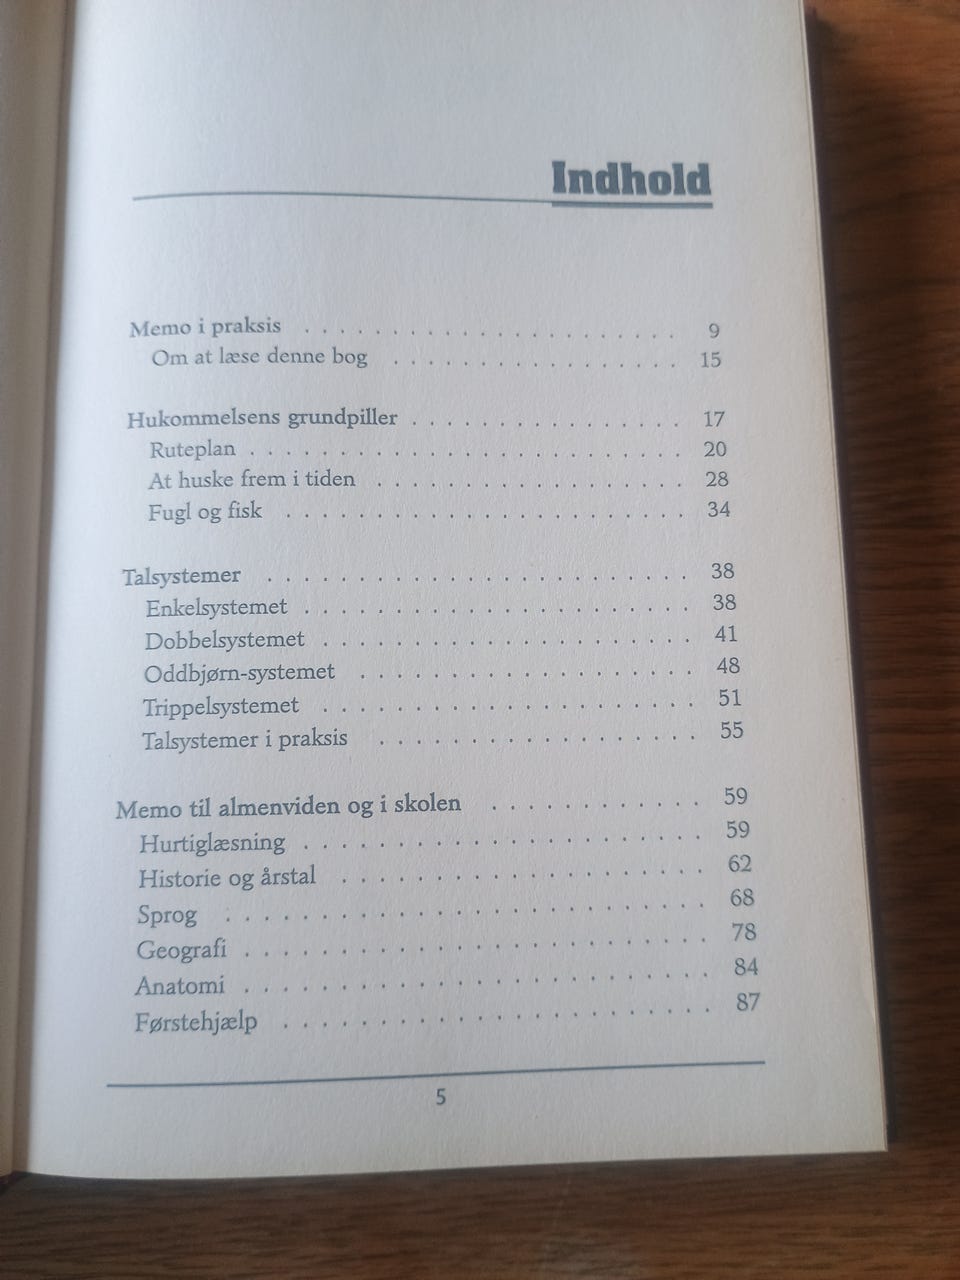 Indhold
Memo i praksis . . . . . . . . . . . . . . . . . . . . . 9
Om at læse denne bog . . . . . . . . . . . . . . . . 15
Hukommelsens grundpiller . . . . . . . . . . . . . . . 17
Ruteplan . . . . . . . . . . . . . . . . . . . . . . . . 20
At huske frem i tiden . . . . . . . . . . . . . . . . . 28
Fugl og fisk . . . . . . . . . . . . . . . . . . . . . . 34
Talsystemer . . . . . . . . . . . . . . . . . . . . . . . 38
Enkelsystemet . . . . . . . . . . . . . . . . . . . . . 38
Dobbelsystemet . . . . . . . . . . . . . . . . . . . . 41
Oddbjørn-systemet . . . . . . . . . . . . . . . . . . 48
Trippelsystemet . . . . . . . . . . . . . . . . . . . . 51
Talsystemer i praksis . . . . . . . . . . . . . . . . . 55
Memo til almenviden og i skolen . . . . . . . . . . . . 59
Hurtiglæsning . . . . . . . . . . . . . . . . . . . . . 59
Historie og årstal . . . . . . . . . . . . . . . . . . . 62
Sprog . . . . . . . . . . . . . . . . . . . . . . . . . 68
Geografi . . . . . . . . . . . . . . . . . . . . . . . . 78
Anatomi . . . . . . . . . . . . . . . . . . . . . . . . 84
Førstehjælp . . . . . . . . . . . . . . . . . . . . . . 87
5